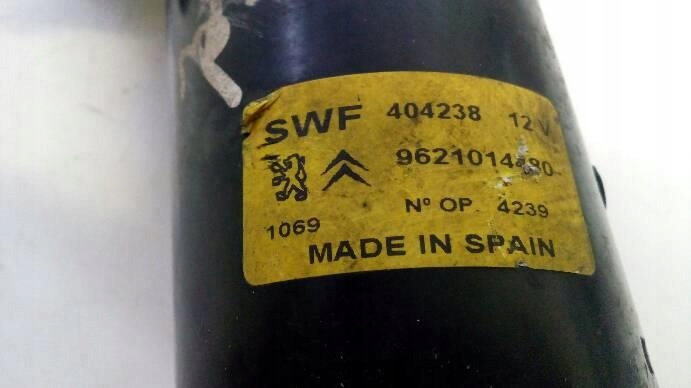 SWF 404238 12 V
9621014480
Nº OP 4239
1069
MADE IN SPAIN